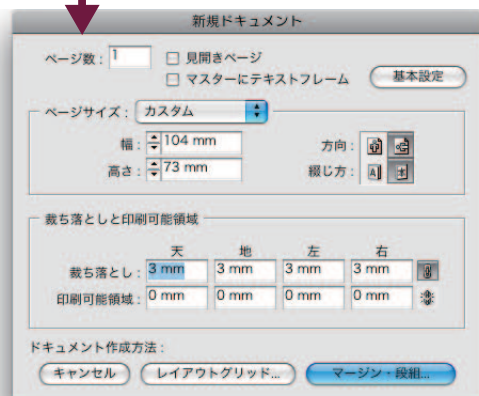 新規ドキュメント
ページ数 : 1
見開きページ
マスターにテキストフレーム
基本設定
ページサイズ : カスタム
幅 : 104 mm
方向 :
高さ : 73 mm
綴じ方 :
裁ち落としと印刷可能領域
天 地 左 右
裁ち落とし : 3 mm 3 mm 3 mm 3 mm
印刷可能領域 : 0 mm 0 mm 0 mm 0 mm
ドキュメント作成方法 :
キャンセル レイアウトグリッド... マージン・段組...